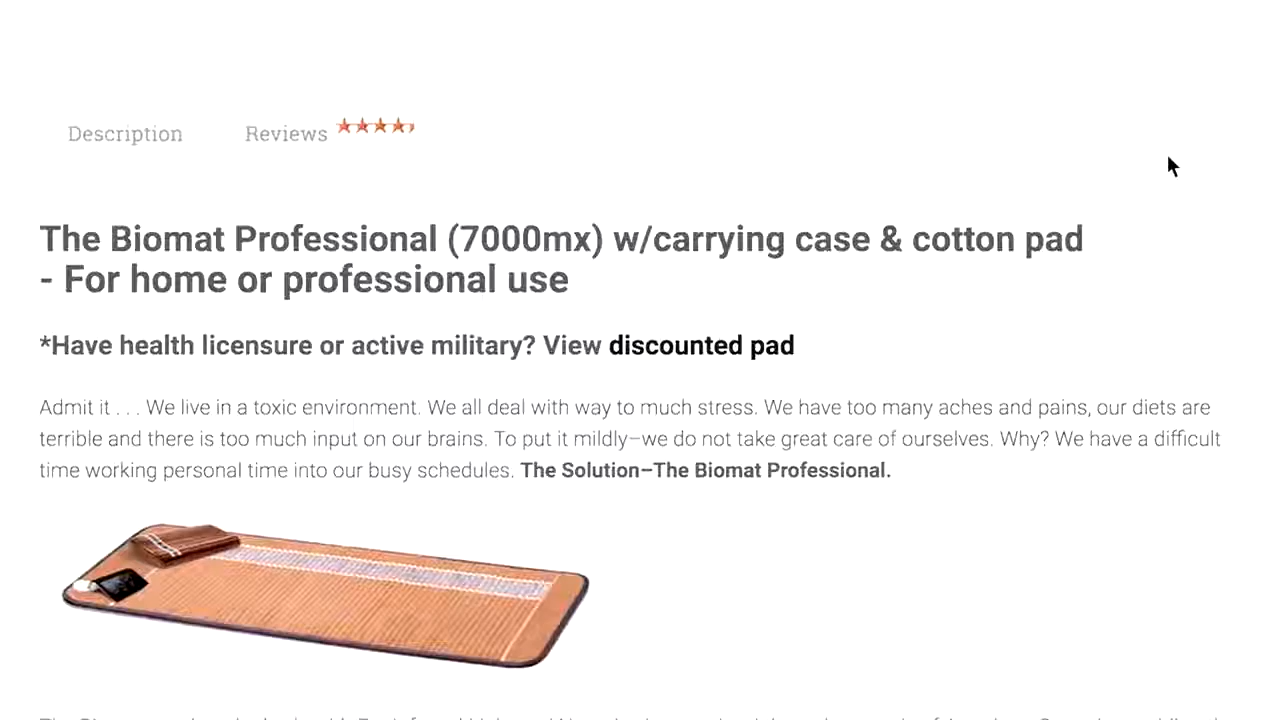 Description Reviews
The Biomat Professional (7000mx) w/carrying case & cotton pad
- For home or professional use
*Have health licensure or active military? View discounted pad
Admit it . . . We live in a toxic environment. We all deal with way to much stress. We have too many aches and pains, our diets are
terrible and there is too much input on our brains. To put it mildly–we do not take great care of ourselves. Why? We have a difficult
time working personal time into our busy schedules. The Solution–The Biomat Professional.